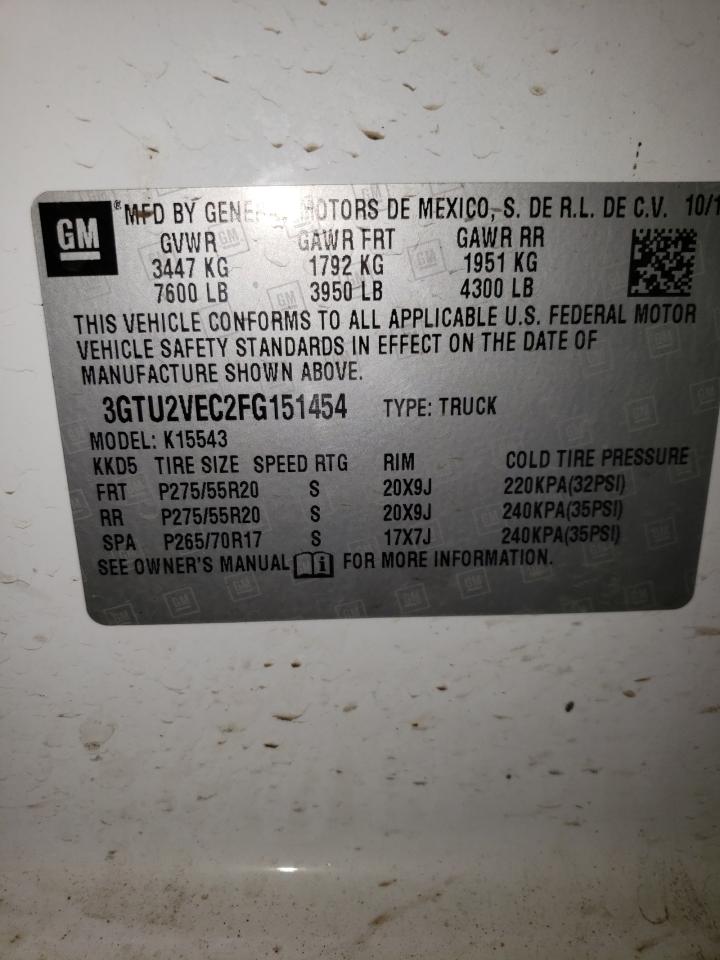 GM
® MFD BY GENE MOTORS DE MEXICO, S. DE R.L. DE C.V. 10/1
GVWR GAWR FRT GAWR RR
3447 KG 1792 KG 1951 KG
7600 LB 3950 LB 4300 LB
THIS VEHICLE CONFORMS TO ALL APPLICABLE U.S. FEDERAL MOTOR
VEHICLE SAFETY STANDARDS IN EFFECT ON THE DATE OF
MANUFACTURE SHOWN ABOVE.
3GTU2VEC2FG151454 TYPE: TRUCK
MODEL: K15543
KKD5 TIRE SIZE SPEED RTG RIM COLD TIRE PRESSURE
FRT P275/55R20 S 20X9J 220KPA(32PSI)
RR P275/55R20 S 20X9J 240KPA(35PSI)
SPA P265/70R17 S 17X7J 240KPA(35PSI)
SEE OWNER'S MANUAL FOR MORE INFORMATION.